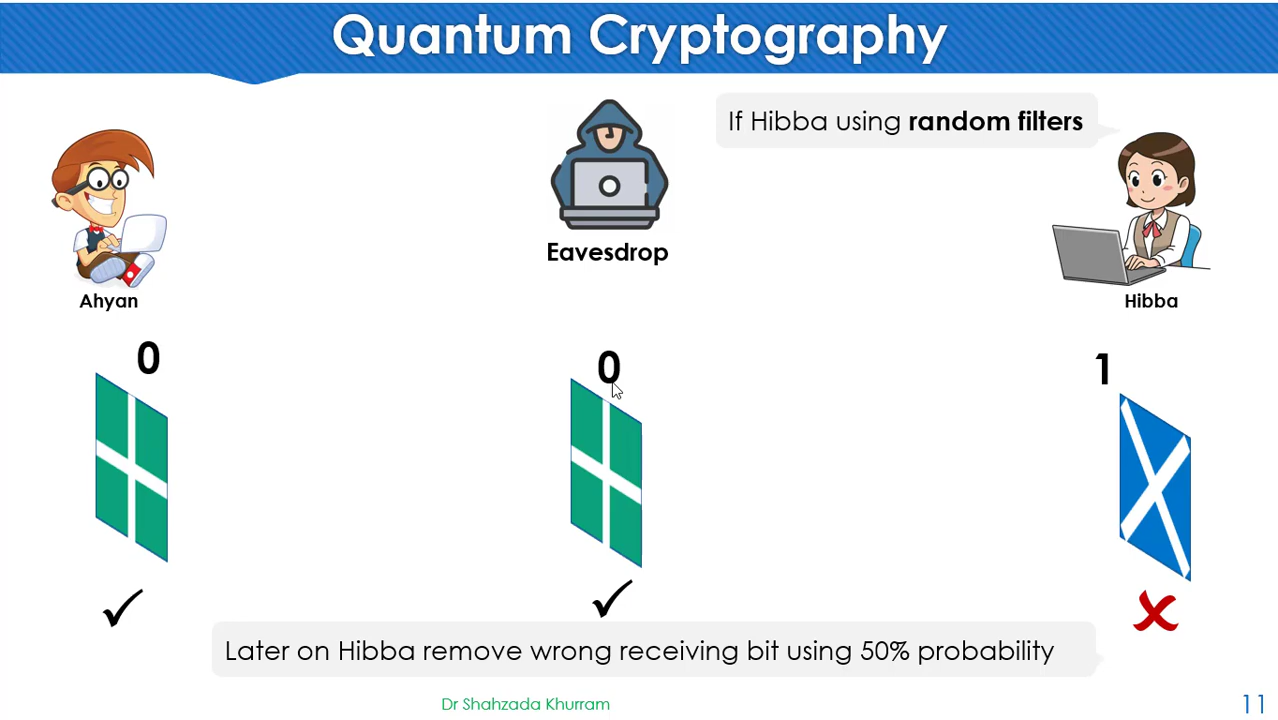 Quantum Cryptography
If Hibba using random filters
Eavesdrop
Ahyan
Hibba
0
0
1
Later on Hibba remove wrong receiving bit using 50% probability
Dr Shahzada Khurram
11